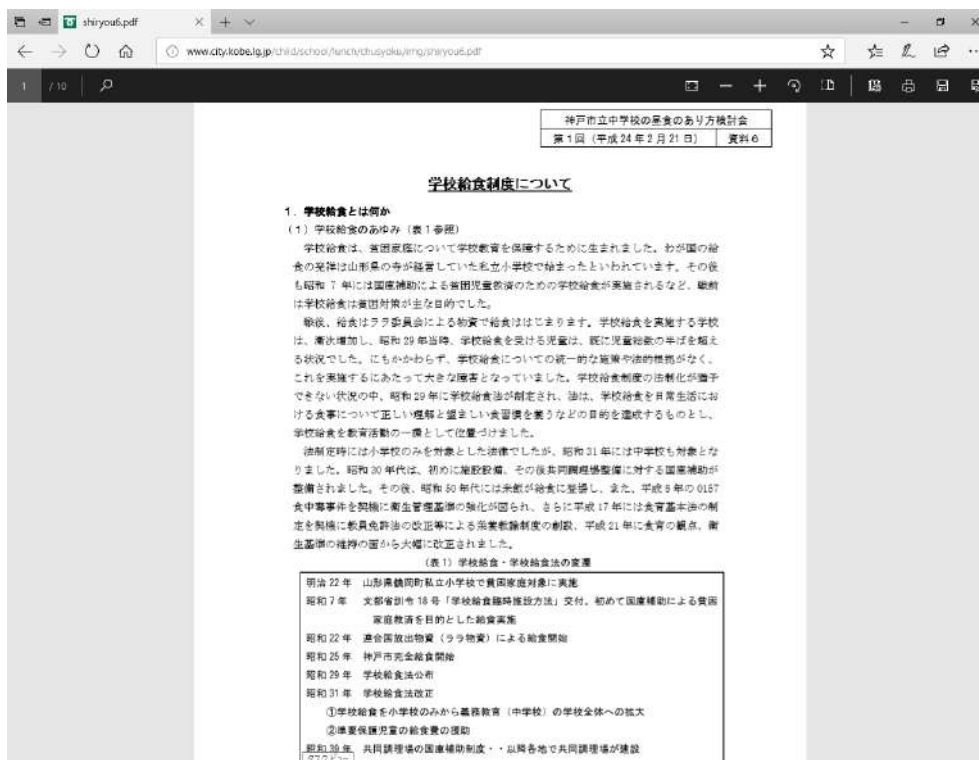 shiryou6.pdf
www.city.kobe.lg.jp/child/school/lunch/chusyoku/img/shiryou6.pdf
1 / 10
神戸市立中学校の昼食のあり方検討会
第1回（平成24年2月21日） 資料6
学校給食制度について
1．学校給食とは何か
（1）学校給食のあゆみ（表1参照）
学校給食は、貧困家庭について学校教育を保障するために生まれました。わが国の給
食の発祥は山形県の寺が経営していた私立小学校で始まったといわれています。その後
も昭和 7 年には国庫補助による貧困児童救済のための学校給食が実施されるなど、戦前
は学校給食は貧困対策が主な目的でした。
戦後、給食はララ委員会による物資で給食ははじまります。学校給食を実施する学校
は、漸次増加し、昭和29年当時、学校給食を受ける児童は、既に児童総数の半ばを超え
る状況でした。にもかかわらず、学校給食についての統一的な施策や法的根拠がなく、
これを実施するにあたって大きな障害となっていました。学校給食制度の法制化が猶予
できない状況の中、昭和29年に学校給食法が制定され、法は、学校給食を日常生活にお
ける食事について正しい理解と望ましい食習慣を養うなどの目的を達成するものとし、
学校給食を教育活動の一環として位置づけました。
法制定時には小学校のみを対象とした法律でしたが、昭和31年には中学校も対象とな
りました。昭和30年代は、初めに施設設備、その後共同調理場整備に対する国庫補助が
整備されました。その後、昭和50年代には米飯が給食に登場し、また、平成8年のO157
食中毒事件を契機に衛生管理基準の強化が図られ、さらに平成17年には食育基本法の制
定を契機に教員免許法の改正等による栄養教諭制度の創設、平成21年に食育の観点、衛
生基準の維持の面から大幅に改正されました。
（表1）学校給食・学校給食法の変遷
明治22年 山形県鶴岡町私立小学校で貧困家庭対象に実施
昭和7年 文部省訓令18号「学校給食臨時施設方法」交付、初めて国庫補助による貧困
家庭救済を目的とした給食実施
昭和22年 連合国放出物資（ララ物資）による給食開始
昭和25年 神戸市完全給食開始
昭和29年 学校給食法公布
昭和31年 学校給食法改正
①学校給食を小学校のみから義務教育（中学校）の学校全体への拡大
②準要保護児童の給食費の援助
昭和39年 共同調理場の国庫補助制度・・以降各地で共同調理場が建設
タスクビュー